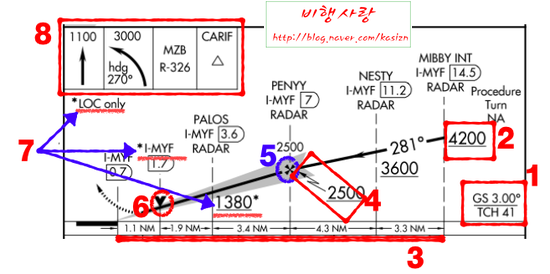 8
1100
3000
hdg
270°
MZB
R-326
CARIF
비행사랑
http://blog.naver.com/kasizn
*LOC only
7
I-MYF
0.7
*I-MYF
1.7
PALOS
I-MYF 3.6
RADAR
PENYY
I-MYF 7
RADAR
2500
5
NESTY
I-MYF 11.2
RADAR
MIBBY INT
I-MYF 14.5
RADAR
Procedure
Turn
NA
4200
2
281°
3600
2500
4
1
GS 3.00°
TCH 41
6
1380*
1.1 NM
1.9 NM
3.4 NM
4.3 NM
3.3 NM
3